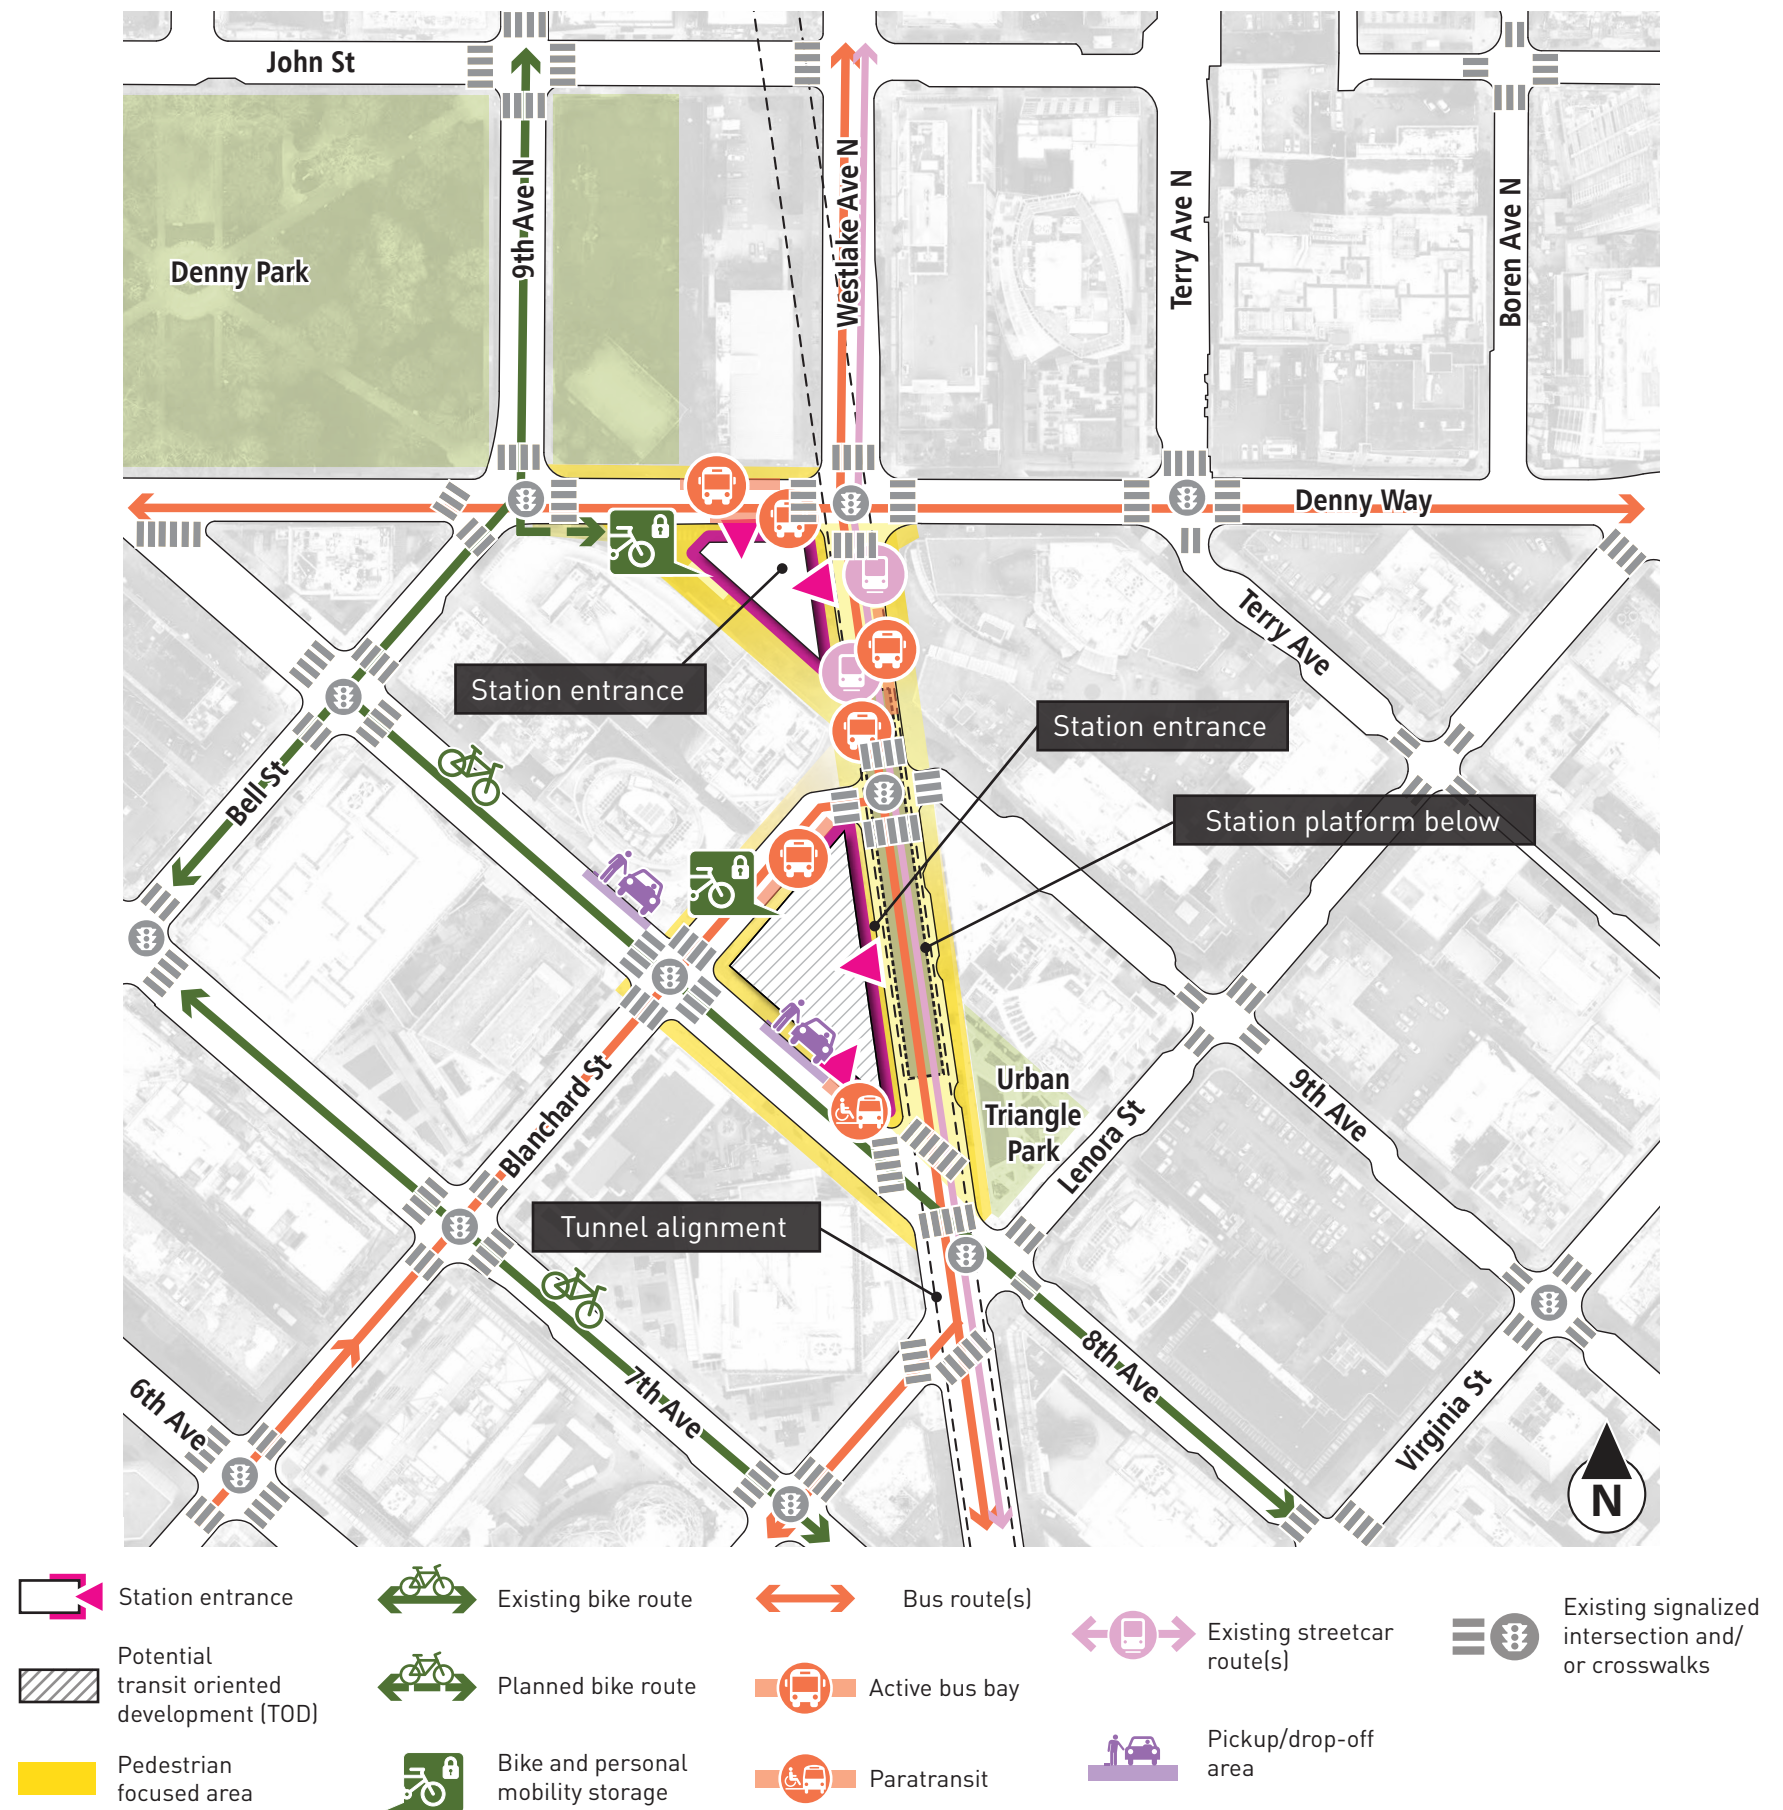 John St
9th Ave N
Westlake Ave N
Terry Ave N
Boren Ave N
Denny Park
Denny Way
Terry Ave
Station entrance
Station entrance
Bell St
Station platform below
Urban
Triangle
Park
Lenora St
9th Ave
Blanchard St
Tunnel alignment
8th Ave
7th Ave
6th Ave
Virginia St
N
Station entrance
Existing bike route
Bus route(s)
Existing streetcar
route(s)
Existing signalized
intersection and/
or crosswalks
Potential
transit oriented
development (TOD)
Planned bike route
Active bus bay
Pickup/drop-off
area
Pedestrian
focused area
Bike and personal
mobility storage
Paratransit